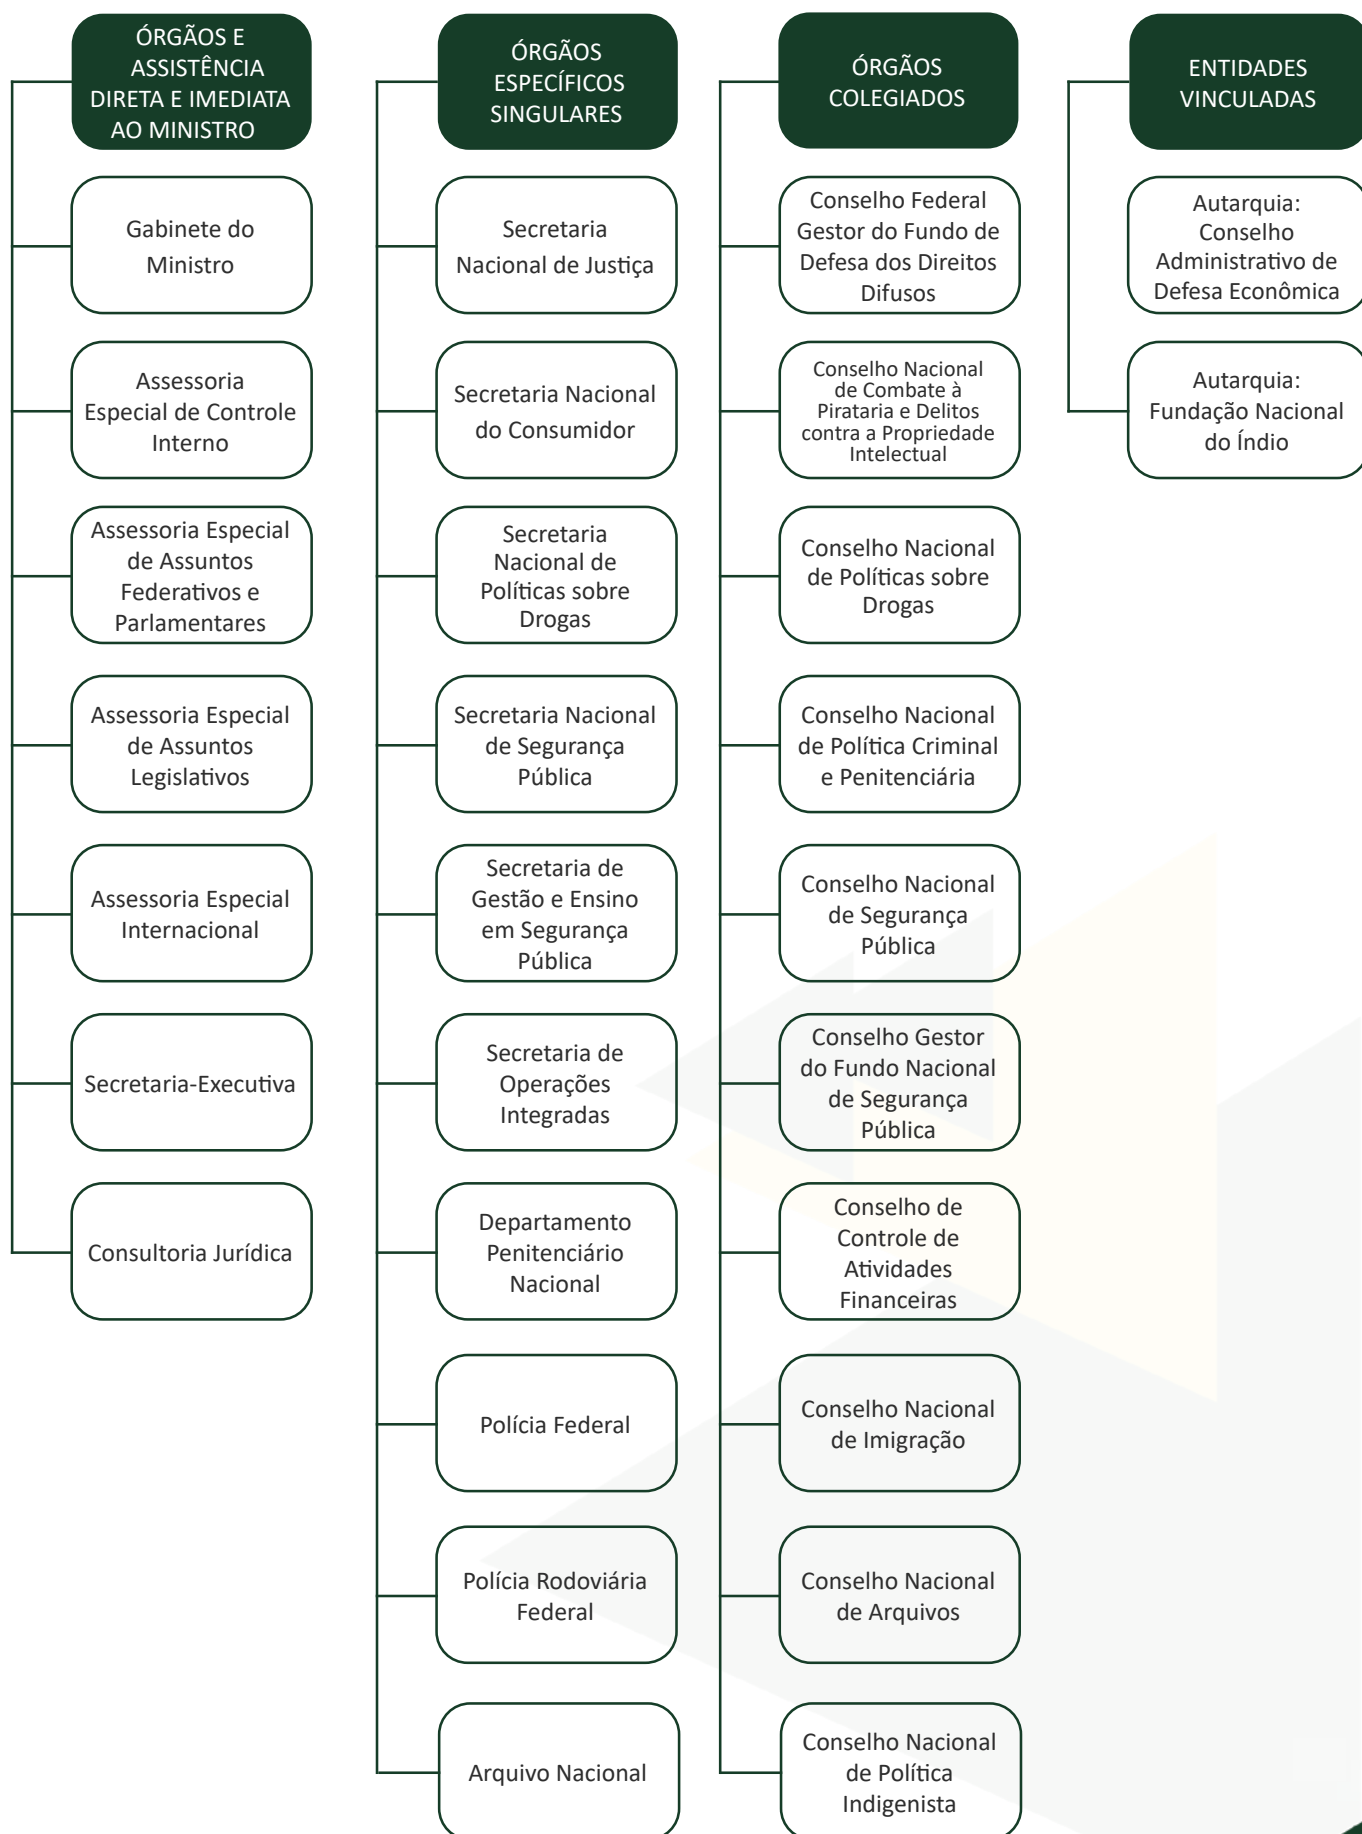 ÓRGÃOS E
ASSISTÊNCIA
DIRETA E IMEDIATA
AO MINISTRO
Gabinete do
Ministro
Assessoria
Especial de Controle
Interno
Assessoria Especial
de Assuntos
Federativos e
Parlamentares
Assessoria Especial
de Assuntos
Legislativos
Assessoria Especial
Internacional
Secretaria-Executiva
Consultoria Jurídica
ÓRGÃOS
ESPECÍFICOS
SINGULARES
Secretaria
Nacional de Justiça
Secretaria Nacional
do Consumidor
Secretaria
Nacional de
Políticas sobre
Drogas
Secretaria Nacional
de Segurança
Pública
Secretaria de
Gestão e Ensino
em Segurança
Pública
Secretaria de
Operações
Integradas
Departamento
Penitenciário
Nacional
Polícia Federal
Polícia Rodoviária
Federal
Arquivo Nacional
ÓRGÃOS
COLEGIADOS
Conselho Federal
Gestor do Fundo de
Defesa dos Direitos
Difusos
Conselho Nacional
de Combate à
Pirataria e Delitos
contra a Propriedade
Intelectual
Conselho Nacional
de Políticas sobre
Drogas
Conselho Nacional
de Política Criminal
e Penitenciária
Conselho Nacional
de Segurança
Pública
Conselho Gestor
do Fundo Nacional
de Segurança
Pública
Conselho de
Controle de
Atividades
Financeiras
Conselho Nacional
de Imigração
Conselho Nacional
de Arquivos
Conselho Nacional
de Política
Indigenista
ENTIDADES
VINCULADAS
Autarquia:
Conselho
Administrativo de
Defesa Econômica
Autarquia:
Fundação Nacional
do Índio